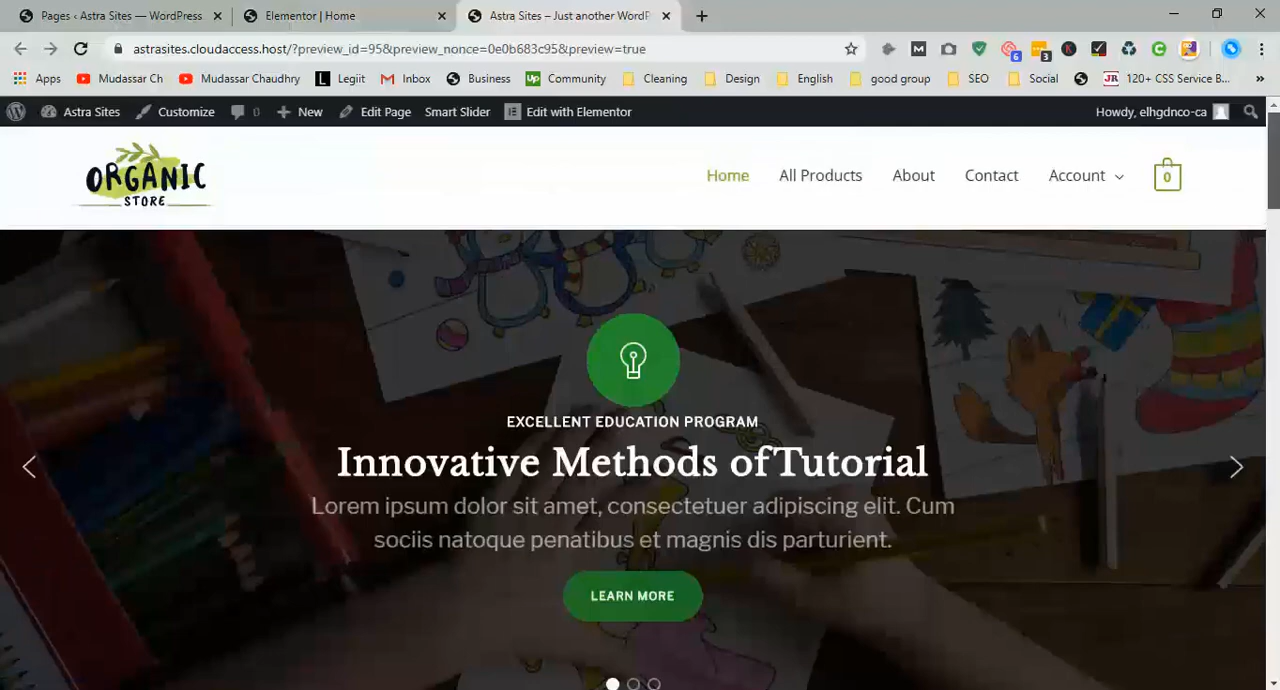 Pages ‹ Astra Sites — WordPress
Elementor | Home
Astra Sites – Just another WordP
astrasites.cloudaccess.host/?preview_id=95&preview_nonce=0e0b683c95&preview=true
6
3
Apps
Mudassar Ch
Mudassar Chaudhry
Legiit
Inbox
Business
Community
Cleaning
Design
English
good group
SEO
Social
120+ CSS Service B...
Astra Sites
Customize
0
New
Edit Page
Smart Slider
Edit with Elementor
Howdy, elhgdnco-ca
ORGANIC
STORE
Home
All Products
About
Contact
Account
0
EXCELLENT EDUCATION PROGRAM
Innovative Methods of Tutorial
Lorem ipsum dolor sit amet, consectetuer adipiscing elit. Cum
sociis natoque penatibus et magnis dis parturient.
LEARN MORE